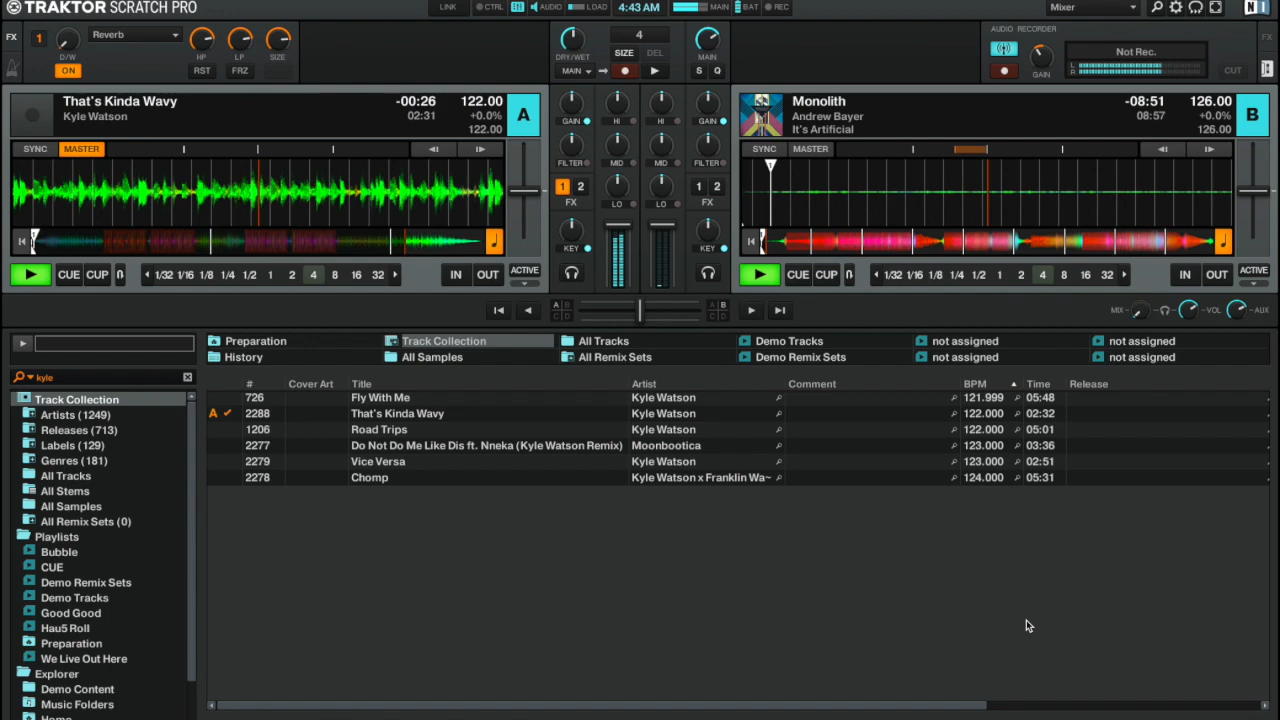 TRAKTOR SCRATCH PRO
LINK CTRL AUDIO LOAD 4:43 AM MAIN BAT REC Mixer
FX 1 D/W Reverb HP LP SIZE
ON RST FRZ
DRY/WET 4 MAIN
SIZE DEL
MAIN S Q
AUDIO RECORDER
GAIN Not Rec.
L
R
CUT
FX
That's Kinda Wavy -00:26 122.00 A
Kyle Watson 02:31 +0.0%
122.00
SYNC MASTER
CUE CUP 1/32 1/16 1/8 1/4 1/2 1 2 4 8 16 32 IN OUT ACTIVE
GAIN HI HI GAIN
FILTER MID MID FILTER
1 2 LO LO 1 2
FX FX
KEY KEY
Monolith -08:51 126.00 B
Andrew Bayer 08:57 +0.0%
It's Artificial 126.00
SYNC MASTER
1
CUE CUP 1/32 1/16 1/8 1/4 1/2 1 2 4 8 16 32 IN OUT ACTIVE
A B A B
C D C D
MIX VOL AUX
Preparation Track Collection All Tracks Demo Tracks not assigned not assigned
History All Samples All Remix Sets Demo Remix Sets not assigned not assigned
kyle
Track Collection
Artists (1249)
Releases (713)
Labels (129)
Genres (181)
All Tracks
All Stems
All Samples
All Remix Sets (0)
Playlists
Bubble
CUE
Demo Remix Sets
Demo Tracks
Good Good
Hau5 Roll
Preparation
We Live Out Here
Explorer
Demo Content
Music Folders
Home
# Cover Art Title Artist Comment BPM Time Release
726 Fly With Me Kyle Watson 121.999 05:48
A 2288 That's Kinda Wavy Kyle Watson 122.000 02:32
1206 Road Trips Kyle Watson 122.000 05:01
2277 Do Not Do Me Like Dis ft. Nneka (Kyle Watson Remix) Moonbootica 123.000 03:36
2279 Vice Versa Kyle Watson 123.000 02:51
2278 Chomp Kyle Watson x Franklin Wa~ 124.000 05:31